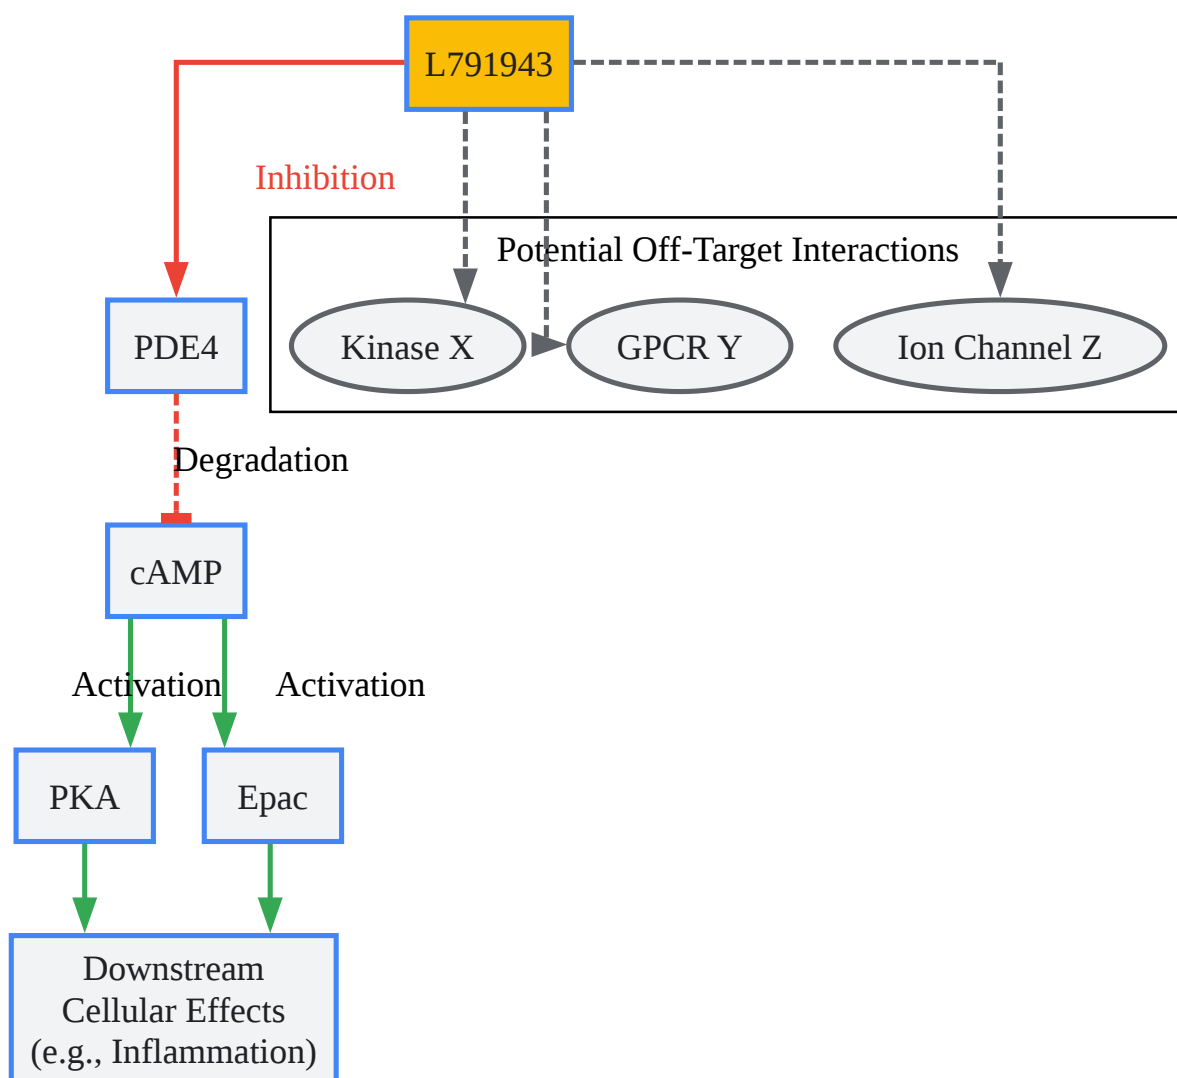 L791943
Inhibition
Potential Off-Target Interactions
PDE4
Kinase X
GPCR Y
Ion Channel Z
Degradation
cAMP
Activation
Activation
PKA
Epac
Downstream
Cellular Effects
(e.g., Inflammation)